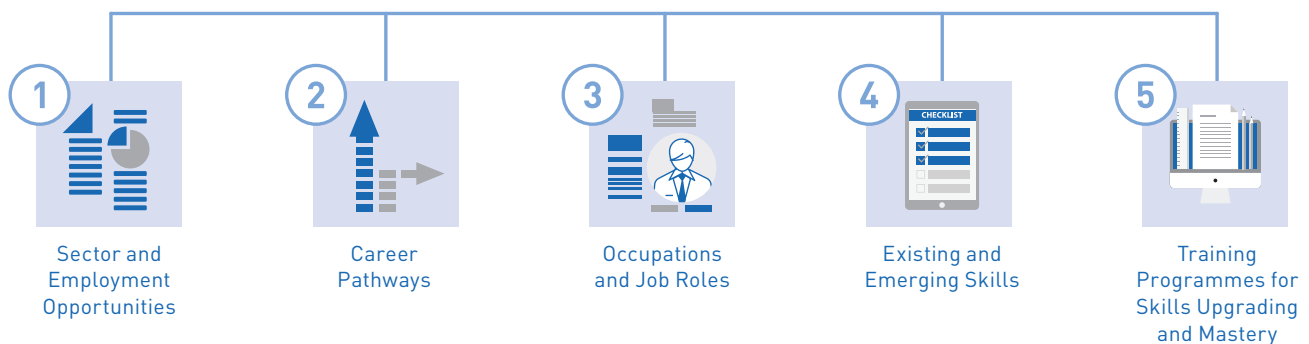 1
Sector and
Employment
Opportunities
2
Career
Pathways
3
Occupations
and Job Roles
4
CHECKLIST
Existing and
Emerging Skills
5
Training
Programmes for
Skills Upgrading
and Mastery